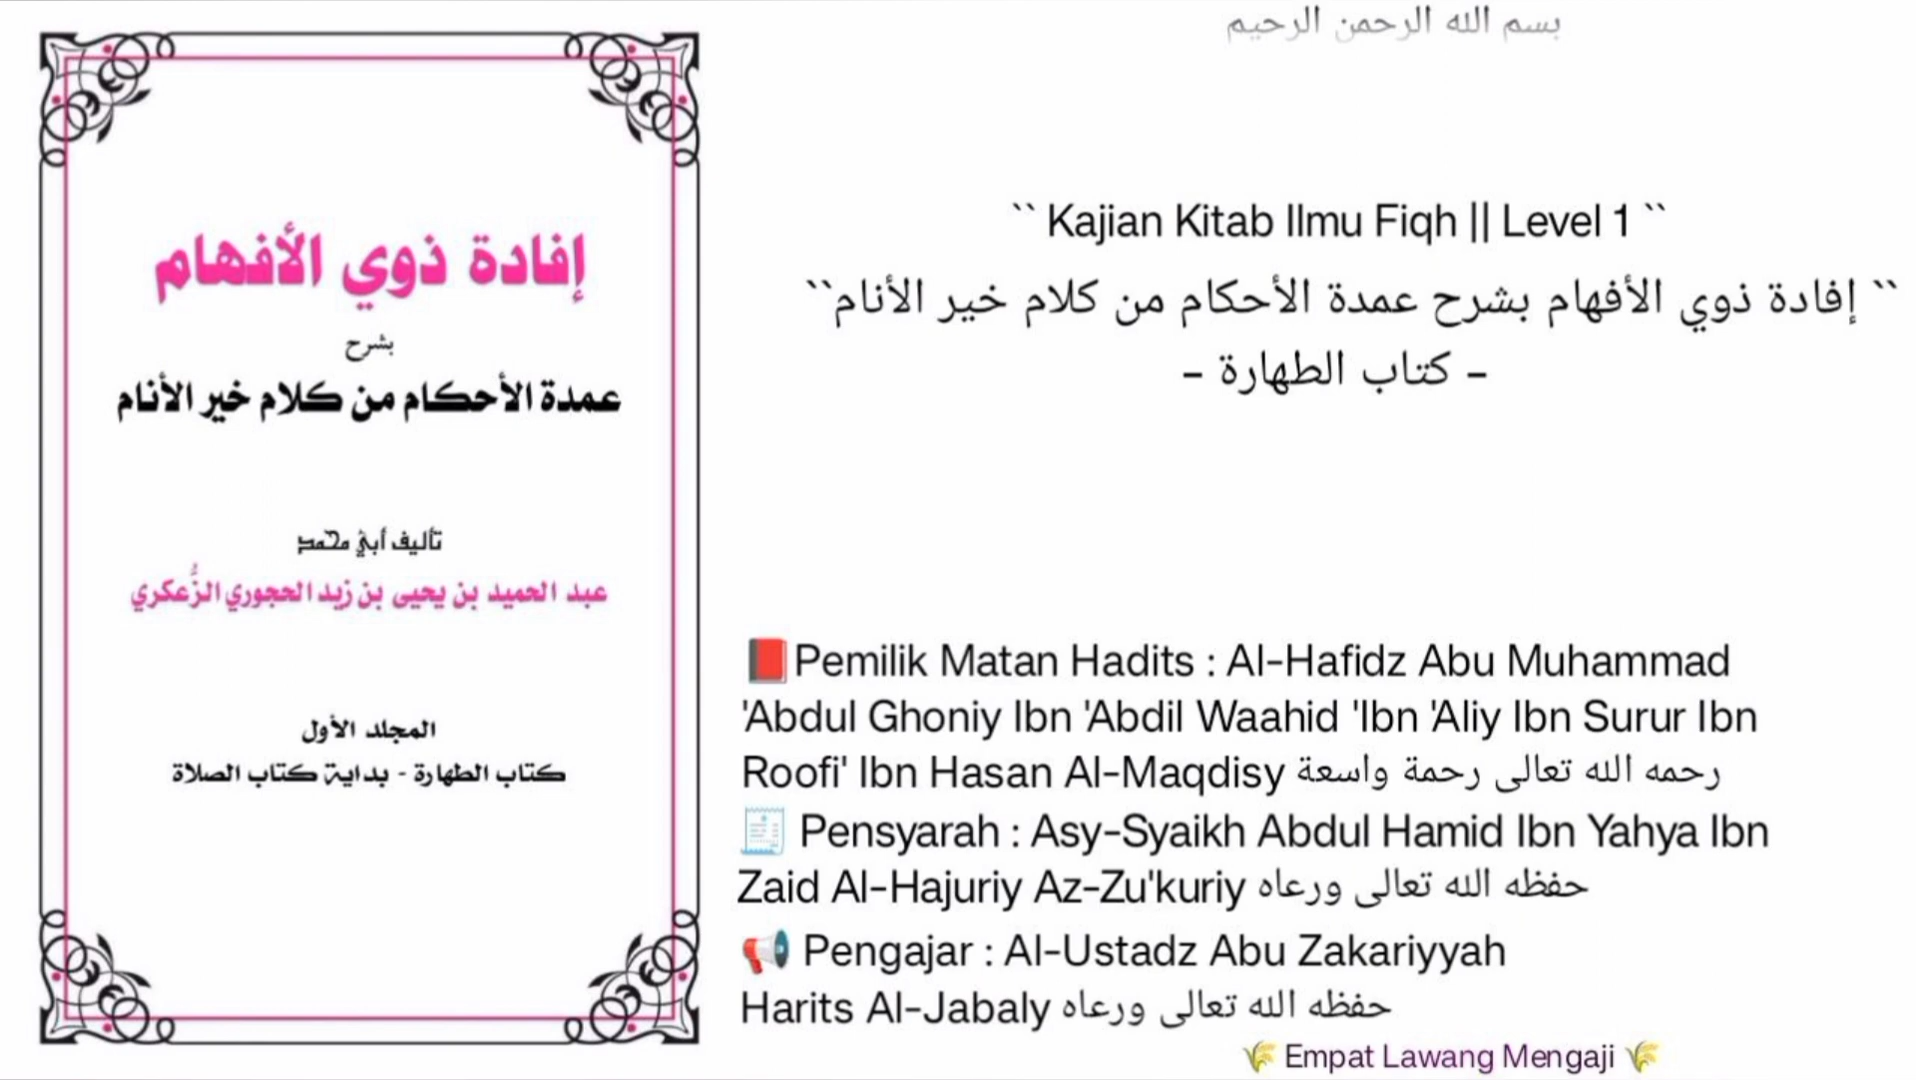 إفادة ذوي الأفهام
بشرح
عمدة الأحكام من كلام خير الأنام
تأليف أبي محمد
عبد الحميد بن يحيى بن زيد الحجوري الزُّعكري
المجلد الأول
كتاب الطهارة - بداية كتاب الصلاة
بسم الله الرحمن الرحيم
`` Kajian Kitab Ilmu Fiqh || Level 1 ``
`` إفادة ذوي الأفهام بشرح عمدة الأحكام من كلام خير الأنام``
- كتاب الطهارة -
📕Pemilik Matan Hadits : Al-Hafidz Abu Muhammad
'Abdul Ghoniy Ibn 'Abdil Waahid 'Ibn 'Aliy Ibn Surur Ibn
Roofi' Ibn Hasan Al-Maqdisy رحمه الله تعالى رحمة واسعة
🧾 Pensyarah : Asy-Syaikh Abdul Hamid Ibn Yahya Ibn
Zaid Al-Hajuriy Az-Zu'kuriy حفظه الله تعالى ورعاه
📢 Pengajar : Al-Ustadz Abu Zakariyyah
Harits Al-Jabaly حفظه الله تعالى ورعاه
🌾 Empat Lawang Mengaji 🌾